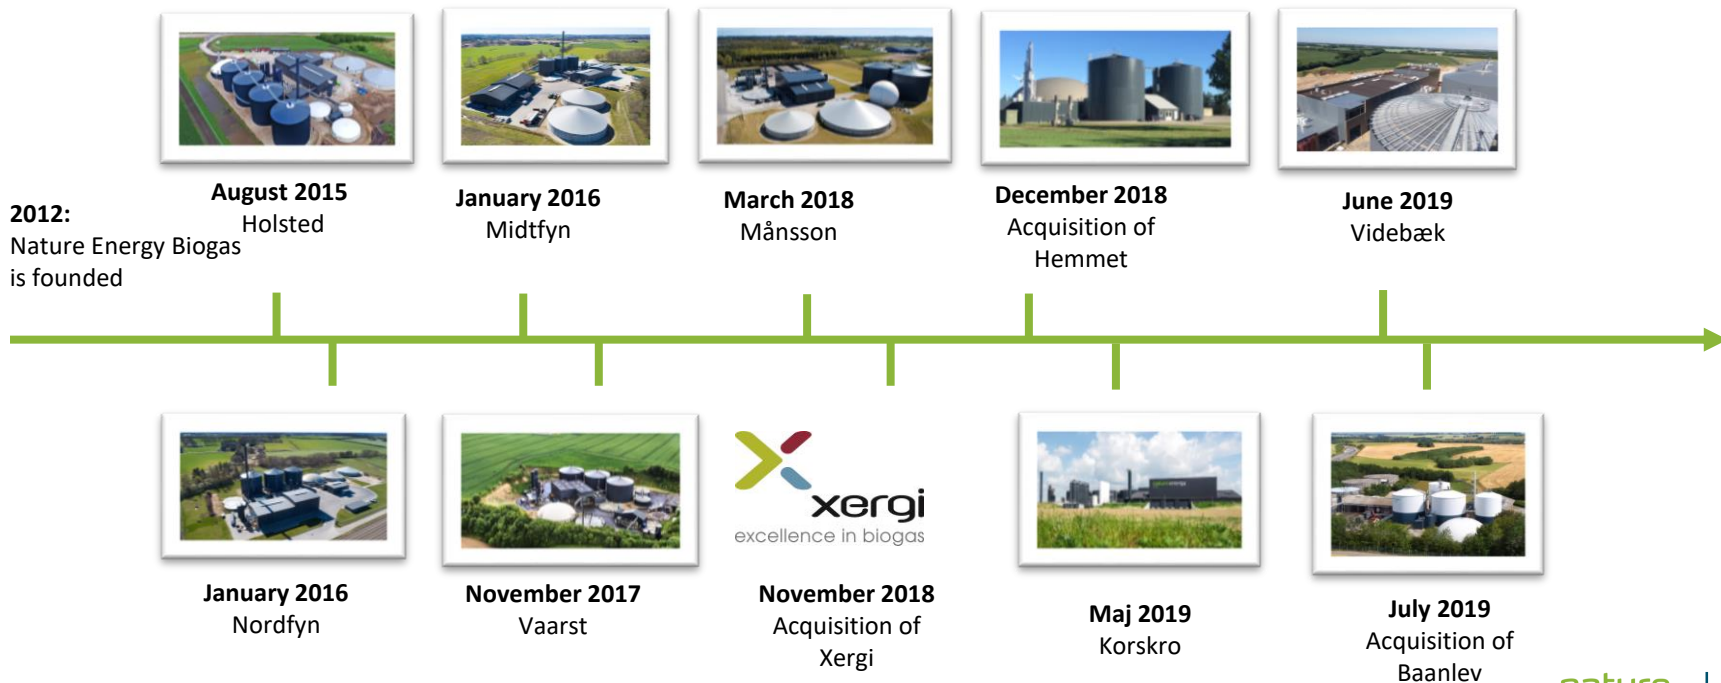 August 2015
Holsted
January 2016
Midtfyn
March 2018
Månsson
December 2018
Acquisition of
Hemmet
June 2019
Videbæk
2012:
Nature Energy Biogas
is founded
January 2016
Nordfyn
November 2017
Vaarst
xergi
excellence in biogas
November 2018
Acquisition of
Xergi
Maj 2019
Korskro
July 2019
Acquisition of
Baanlev